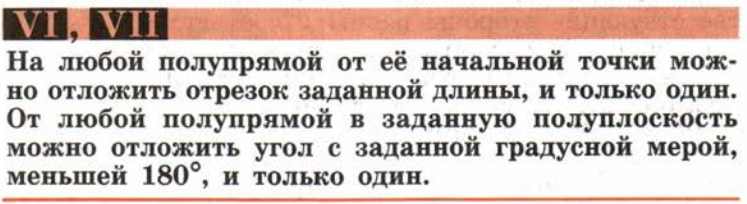 VI, VII
На любой полупрямой от её начальной точки мож-
но отложить отрезок заданной длины, и только один.
От любой полупрямой в заданную полуплоскость
можно отложить угол с заданной градусной мерой,
меньшей 180°, и только один.